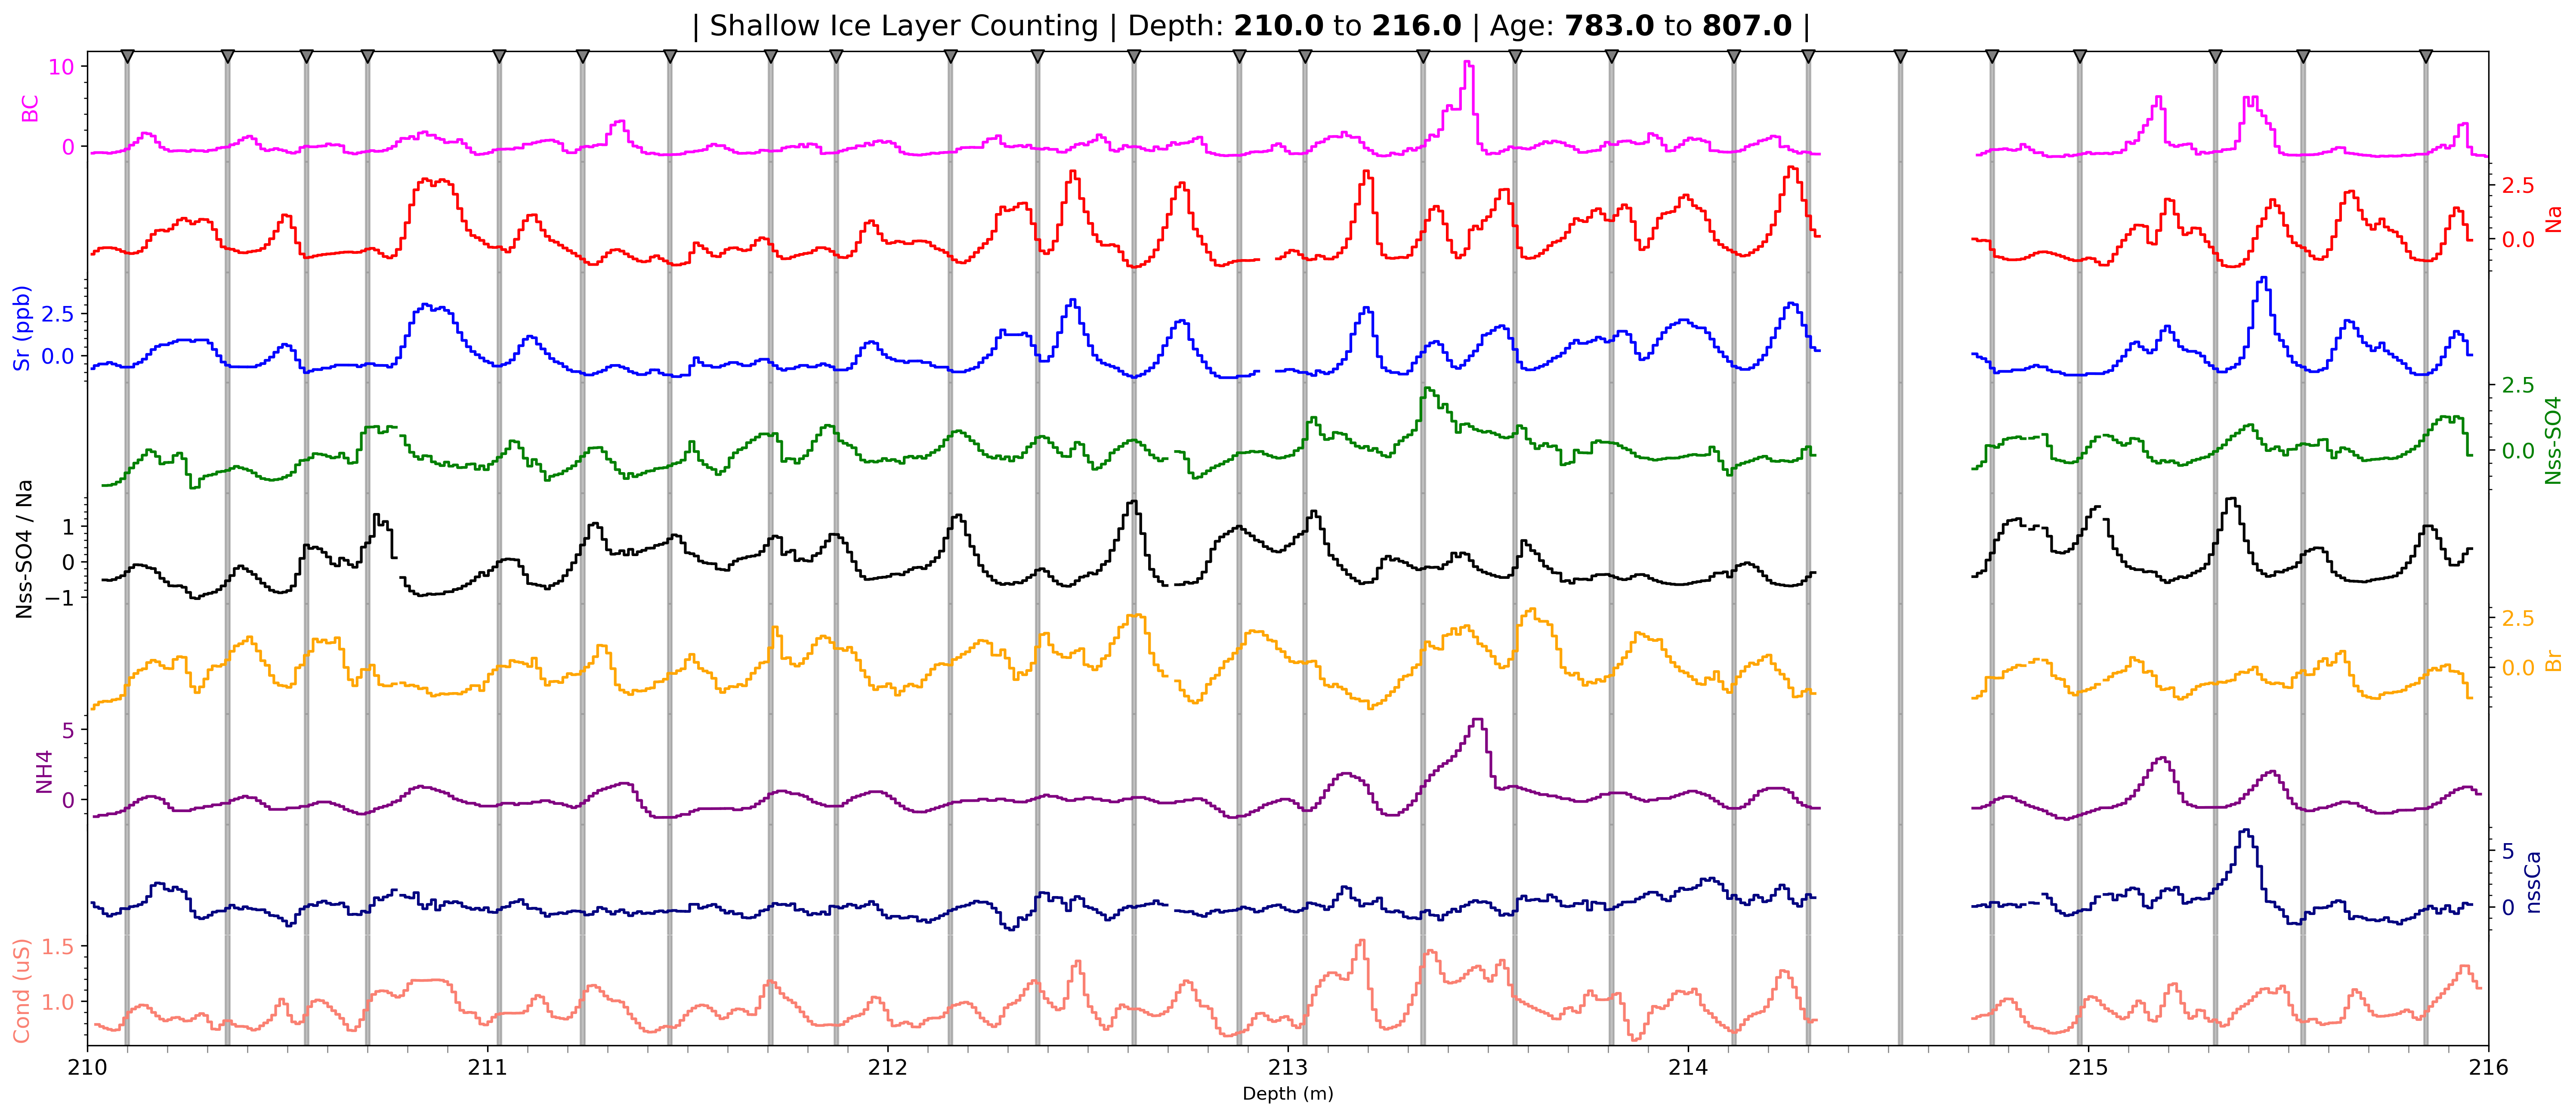 | Shallow Ice Layer Counting | Depth: 210.0 to 216.0 | Age: 783.0 to 807.0 |
BC
10
0
Na
2.5
0.0
Sr (ppb)
2.5
0.0
Nss-SO4
2.5
0.0
Nss-SO4 / Na
1
0
−1
Br
2.5
0.0
NH4
5
0
nssCa
5
0
Cond (uS)
1.5
1.0
210
211
212
213
214
215
216
Depth (m)